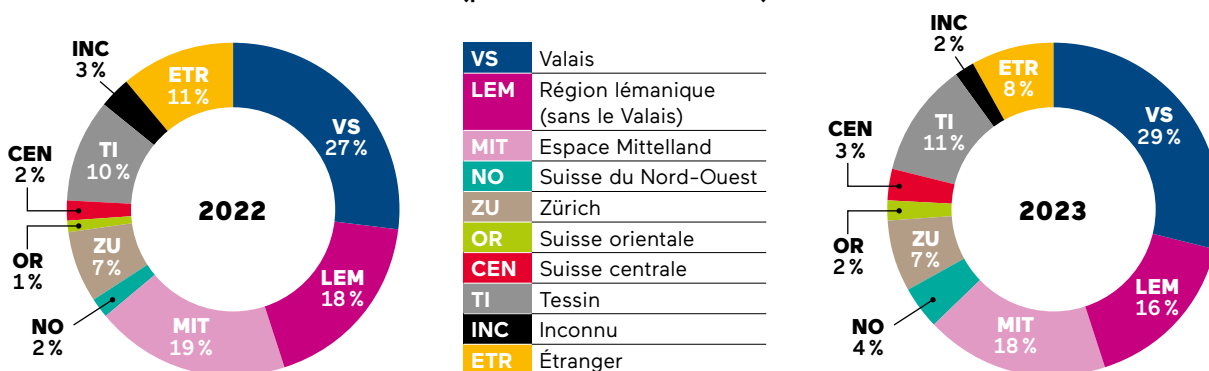 INC
3 %
ETR
11 %
VS
27 %
TI
10 %
CEN
2 %
2022
OR
1 %
ZU
7 %
LEM
18 %
NO
2 %
MIT
19 %
VS Valais
LEM Région lémanique
(sans le Valais)
MIT Espace Mittelland
NO Suisse du Nord-Ouest
ZU Zürich
OR Suisse orientale
CEN Suisse centrale
TI Tessin
INC Inconnu
ETR Étranger
INC
2 %
ETR
8 %
VS
29 %
TI
11 %
CEN
3 %
2023
OR
2 %
ZU
7 %
LEM
16 %
NO
4 %
MIT
18 %